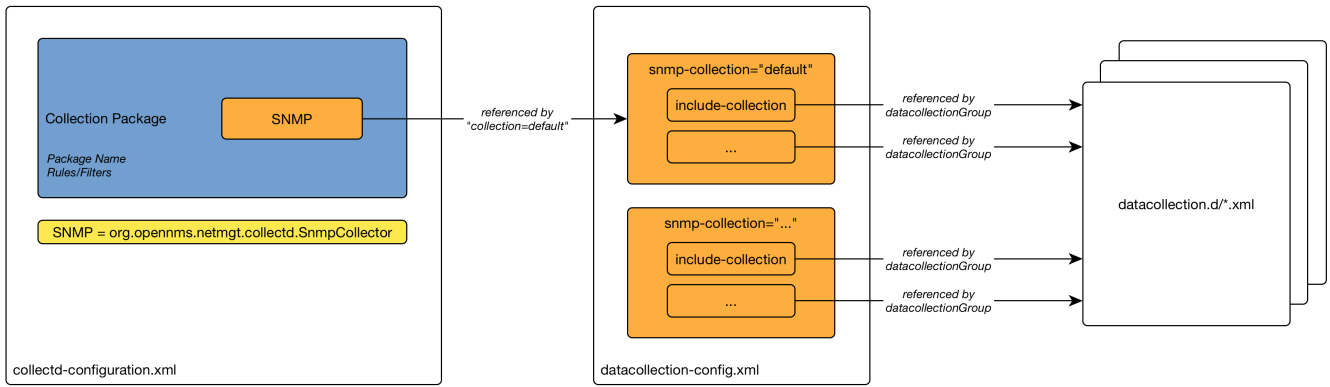 Collection Package
SNMP
Package Name
Rules/Filters
SNMP = org.opennms.netmgt.collectd.SnmpCollector
collectd-configuration.xml
referenced by
"collection=default"
snmp-collection="default"
include-collection
...
snmp-collection="..."
include-collection
...
datacollection-config.xml
referenced by
datacollectionGroup
referenced by
datacollectionGroup
referenced by
datacollectionGroup
referenced by
datacollectionGroup
datacollection.d/*.xml